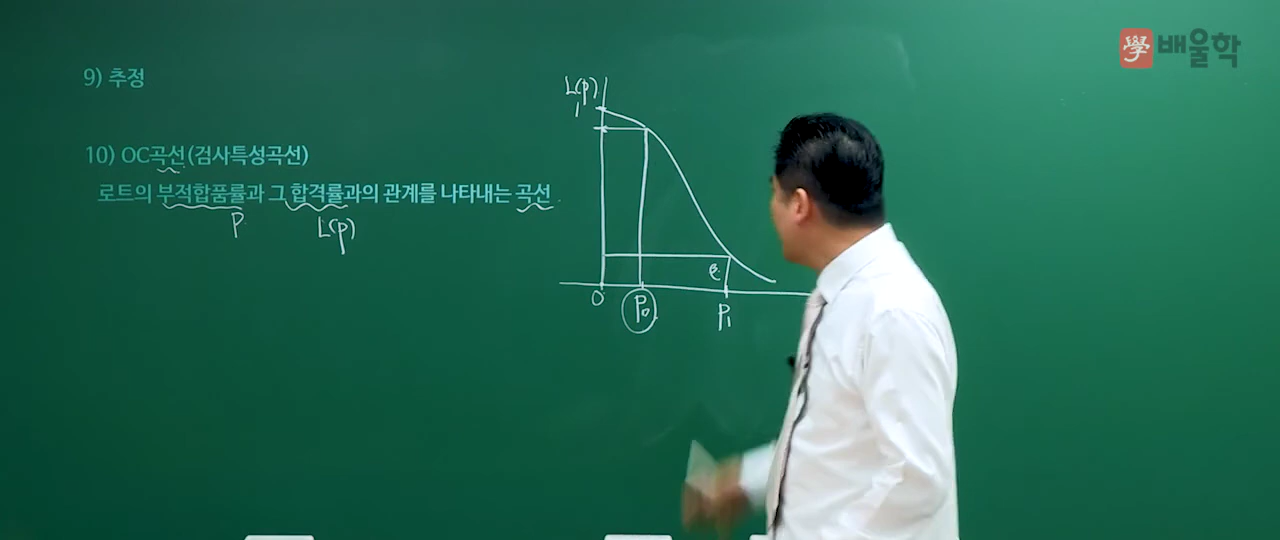 學 배울학
9) 추정
10) OC곡선(검사특성곡선)
로트의 부적합품률과 그 합격률과의 관계를 나타내는 곡선
P
L(p)
L(p)
1
0
P₀
P₁